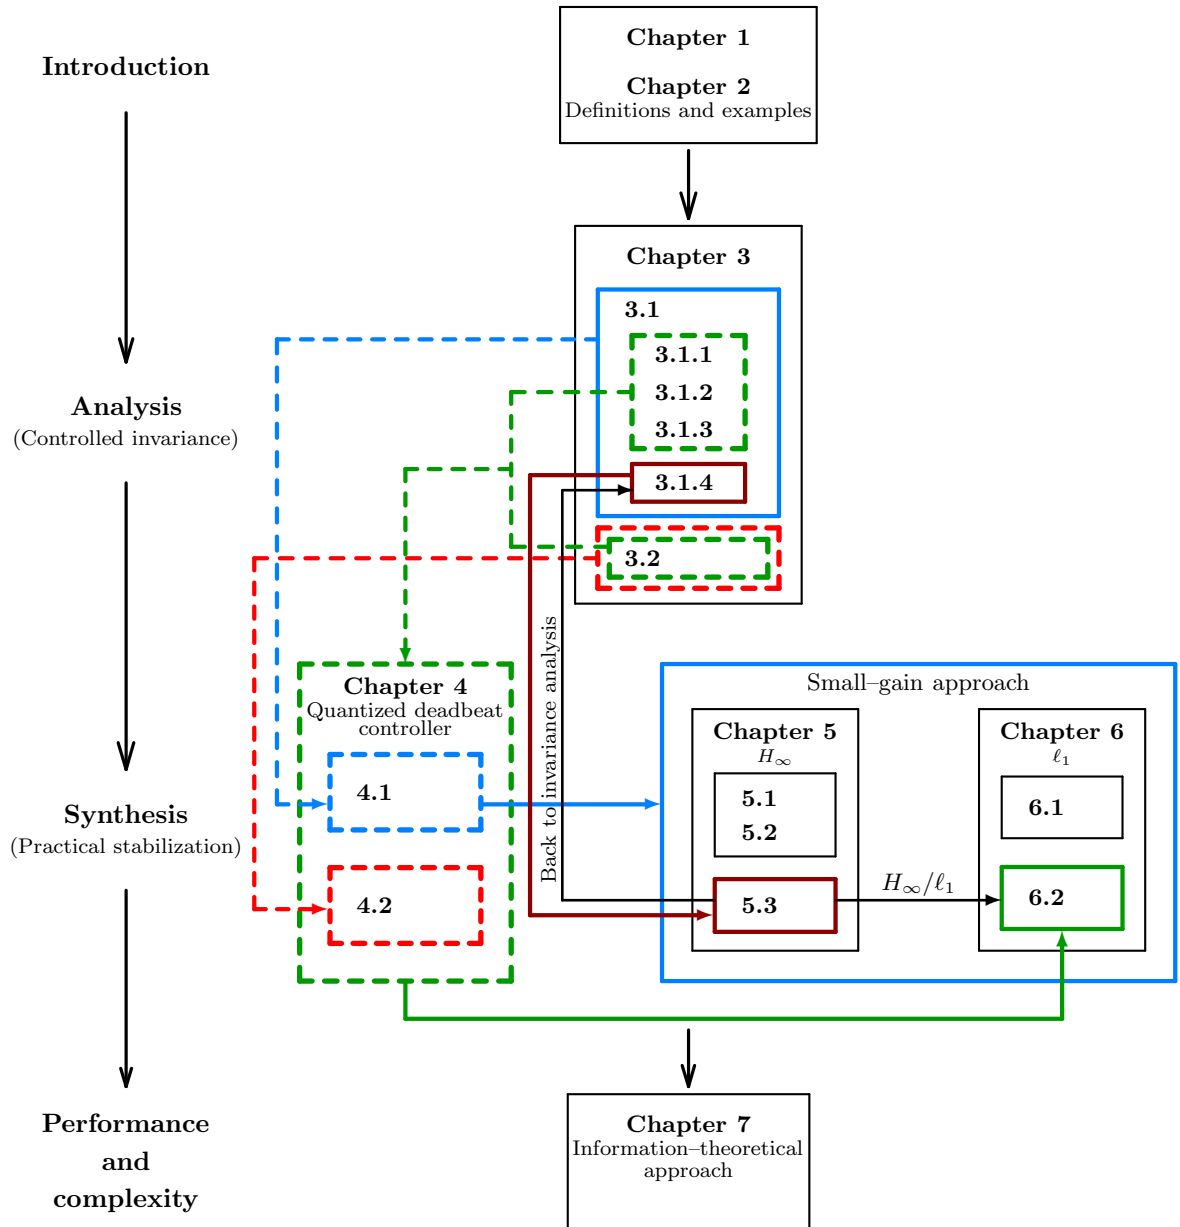 Introduction
Chapter 1
Chapter 2
Definitions and examples
Chapter 3
3.1
3.1.1
3.1.2
3.1.3
3.1.4
3.2
Analysis
(Controlled invariance)
Back to invariance analysis
Chapter 4
Quantized deadbeat
controller
4.1
4.2
Small–gain approach
Chapter 5
H∞
5.1
5.2
5.3
H∞/ℓ1
Chapter 6
ℓ1
6.1
6.2
Synthesis
(Practical stabilization)
Performance
and
complexity
Chapter 7
Information–theoretical
approach